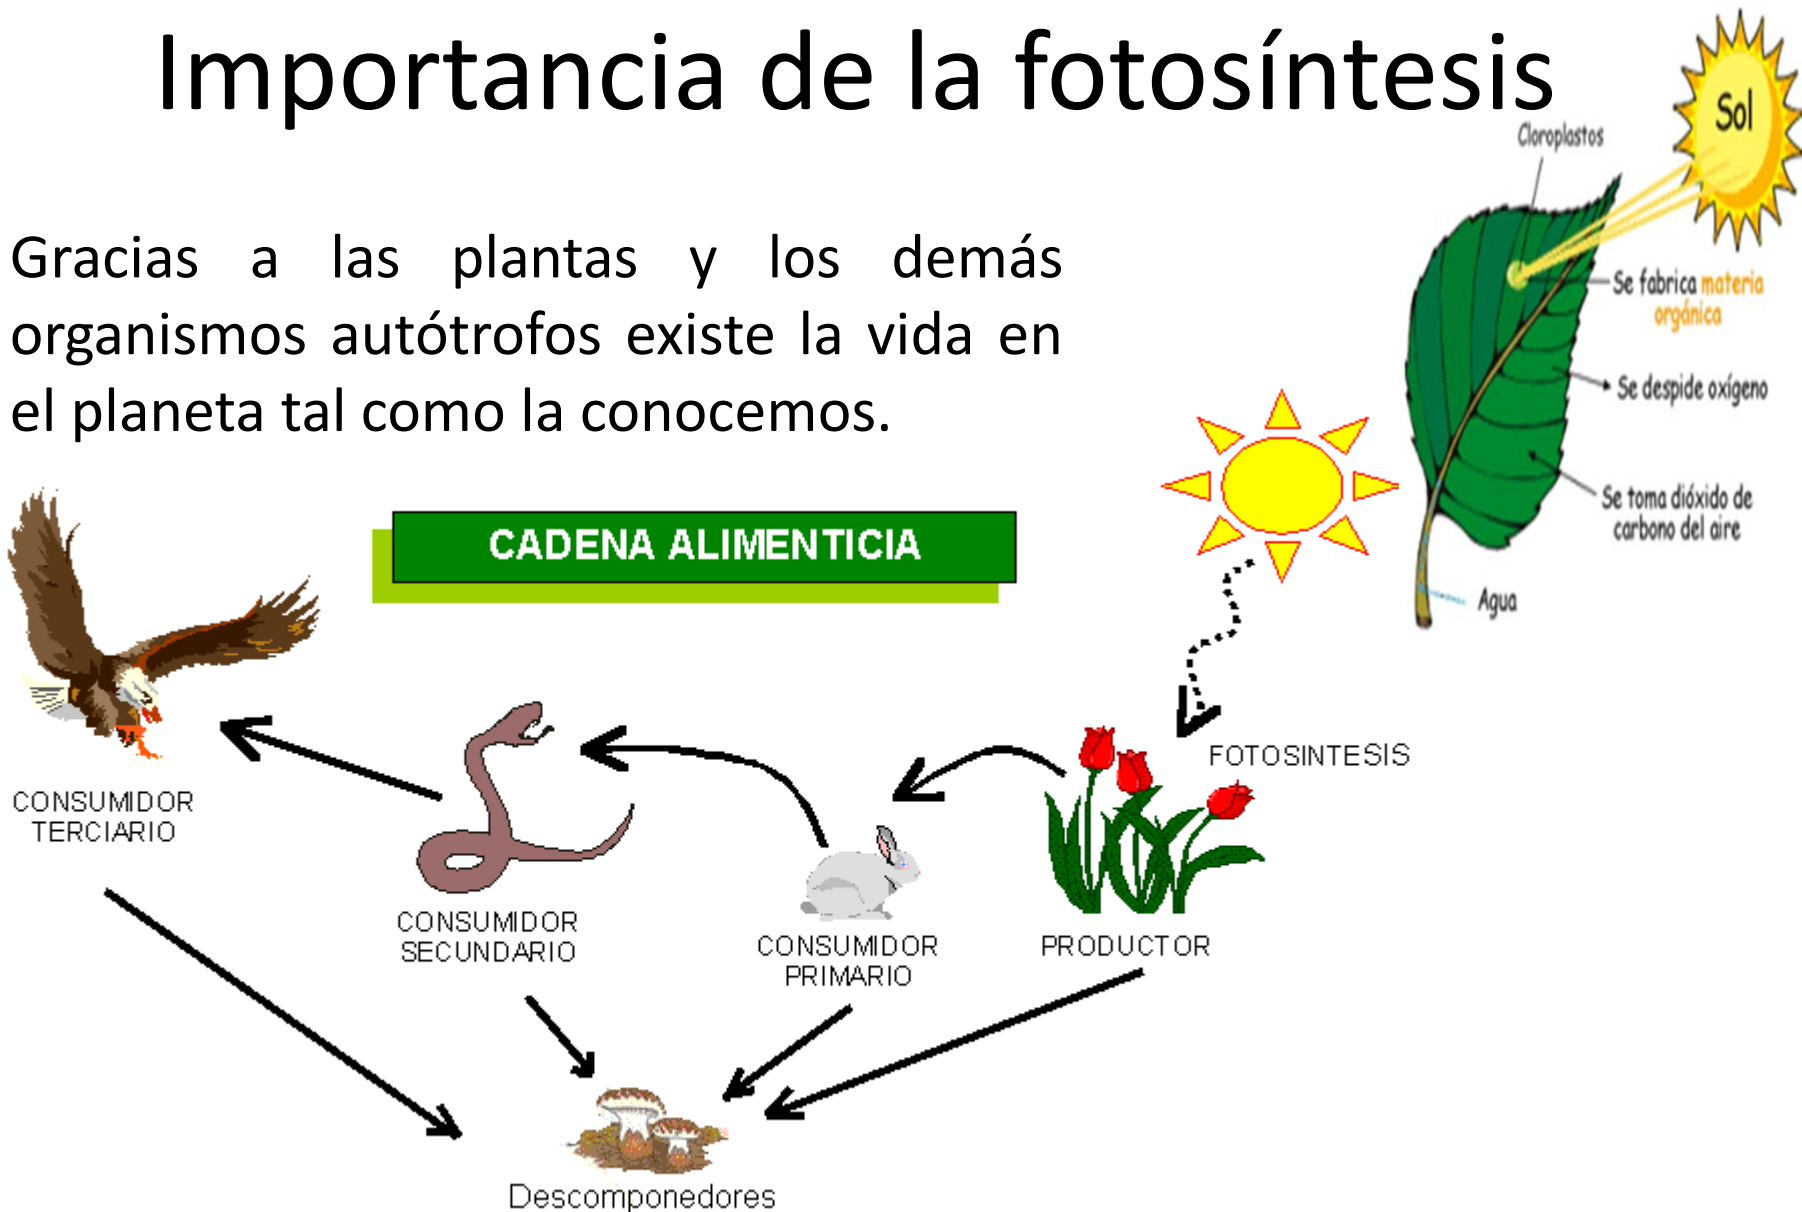 Importancia de la fotosíntesis
Gracias a las plantas y los demás
organismos autótrofos existe la vida en
el planeta tal como la conocemos.
Sol
Cloroplastos
Se fabrica materia
orgánica
Se despide oxígeno
Se toma dióxido de
carbono del aire
Agua
CADENA ALIMENTICIA
FOTOSINTESIS
CONSUMIDOR
TERCIARIO
CONSUMIDOR
SECUNDARIO
CONSUMIDOR
PRIMARIO
PRODUCTOR
Descomponedores